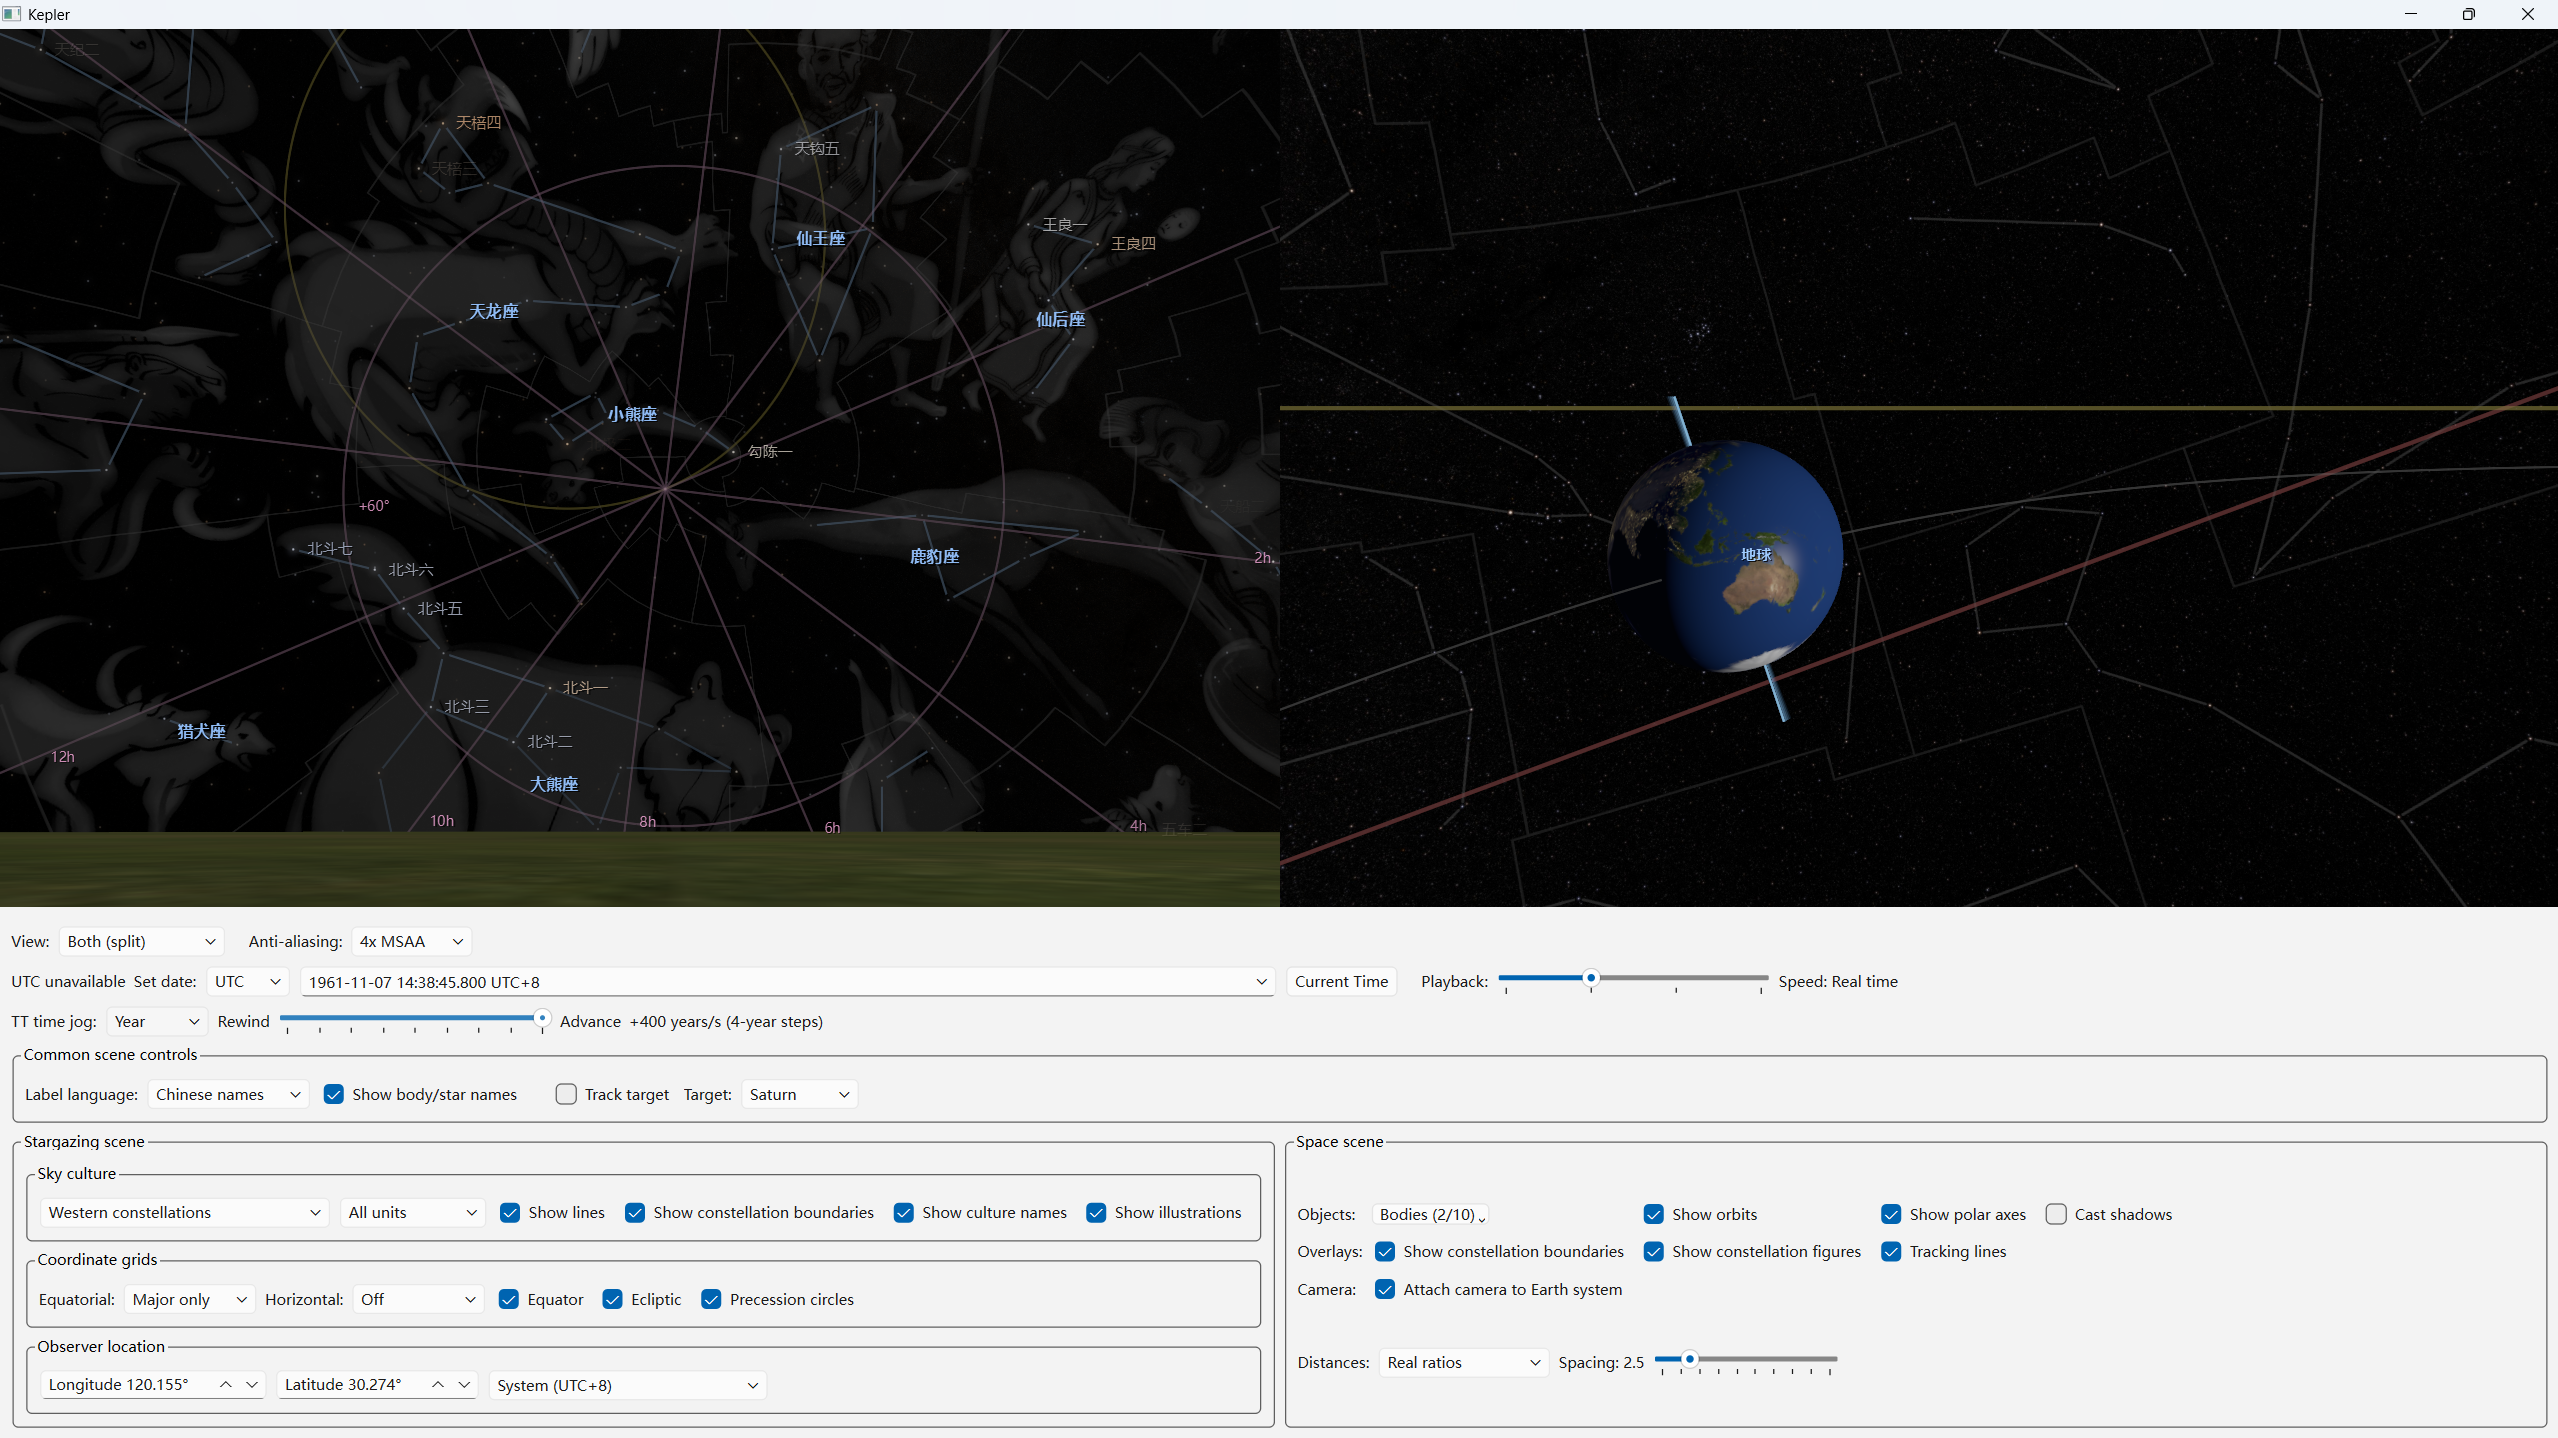 Kepler
天纪二
天棓四
天棓三
天钩五
王良一
王良四
仙王座
仙后座
天龙座
小熊座
勾陈一
+60°
北斗七
北斗六
北斗五
鹿豹座
2h
地球
北斗一
北斗三
北斗二
猎犬座
12h
大熊座
10h
8h
6h
4h
五车二
View: Both (split) Anti-aliasing: 4x MSAA
UTC unavailable Set date: UTC 1961-11-07 14:38:45.800 UTC+8 Current Time Playback: Speed: Real time
TT time jog: Year Rewind Advance +400 years/s (4-year steps)
Common scene controls
Label language: Chinese names Show body/star names Track target Target: Saturn
Stargazing scene
Sky culture
Western constellations All units Show lines Show constellation boundaries Show culture names Show illustrations
Coordinate grids
Equatorial: Major only Horizontal: Off Equator Ecliptic Precession circles
Observer location
Longitude 120.155° Latitude 30.274° System (UTC+8)
Space scene
Objects: Bodies (2/10) Show orbits Show polar axes Cast shadows
Overlays: Show constellation boundaries Show constellation figures Tracking lines
Camera: Attach camera to Earth system
Distances: Real ratios Spacing: 2.5